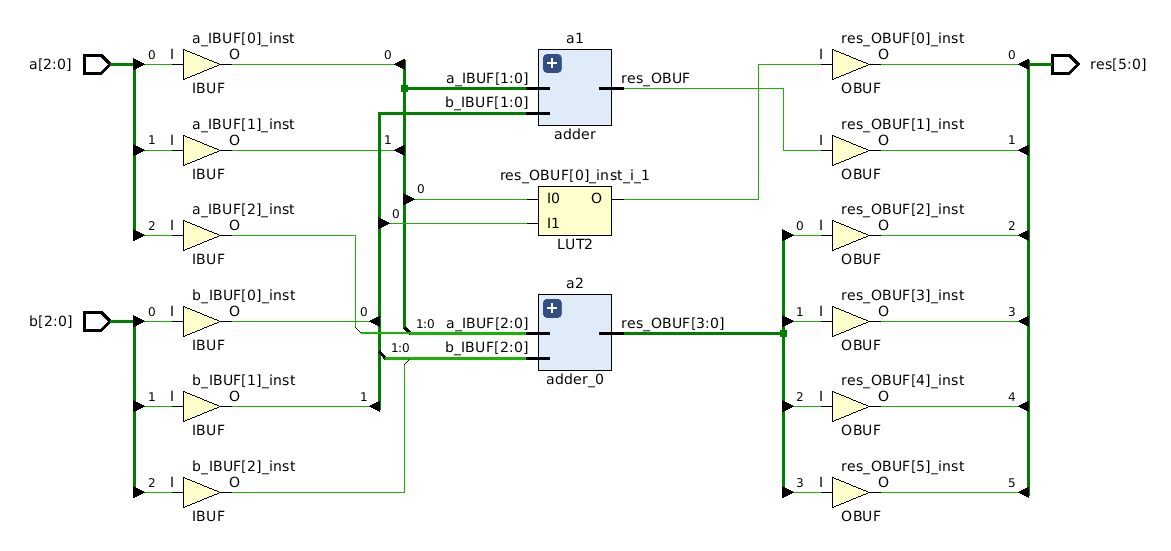 a[2:0]
0
I
a_IBUF[0]_inst
O
IBUF
1
I
a_IBUF[1]_inst
O
IBUF
2
I
a_IBUF[2]_inst
O
IBUF
b[2:0]
0
I
b_IBUF[0]_inst
O
IBUF
1
I
b_IBUF[1]_inst
O
IBUF
2
I
b_IBUF[2]_inst
O
IBUF
0
1
0
1
0
0
1:0
1:0
a1
a_IBUF[1:0]
b_IBUF[1:0]
res_OBUF
adder
res_OBUF[0]_inst_i_1
I0
O
I1
LUT2
a2
a_IBUF[2:0]
b_IBUF[2:0]
res_OBUF[3:0]
adder_0
I
res_OBUF[0]_inst
O
OBUF
0
I
res_OBUF[1]_inst
O
OBUF
1
0
I
res_OBUF[2]_inst
O
OBUF
2
1
I
res_OBUF[3]_inst
O
OBUF
3
2
I
res_OBUF[4]_inst
O
OBUF
4
3
I
res_OBUF[5]_inst
O
OBUF
5
res[5:0]